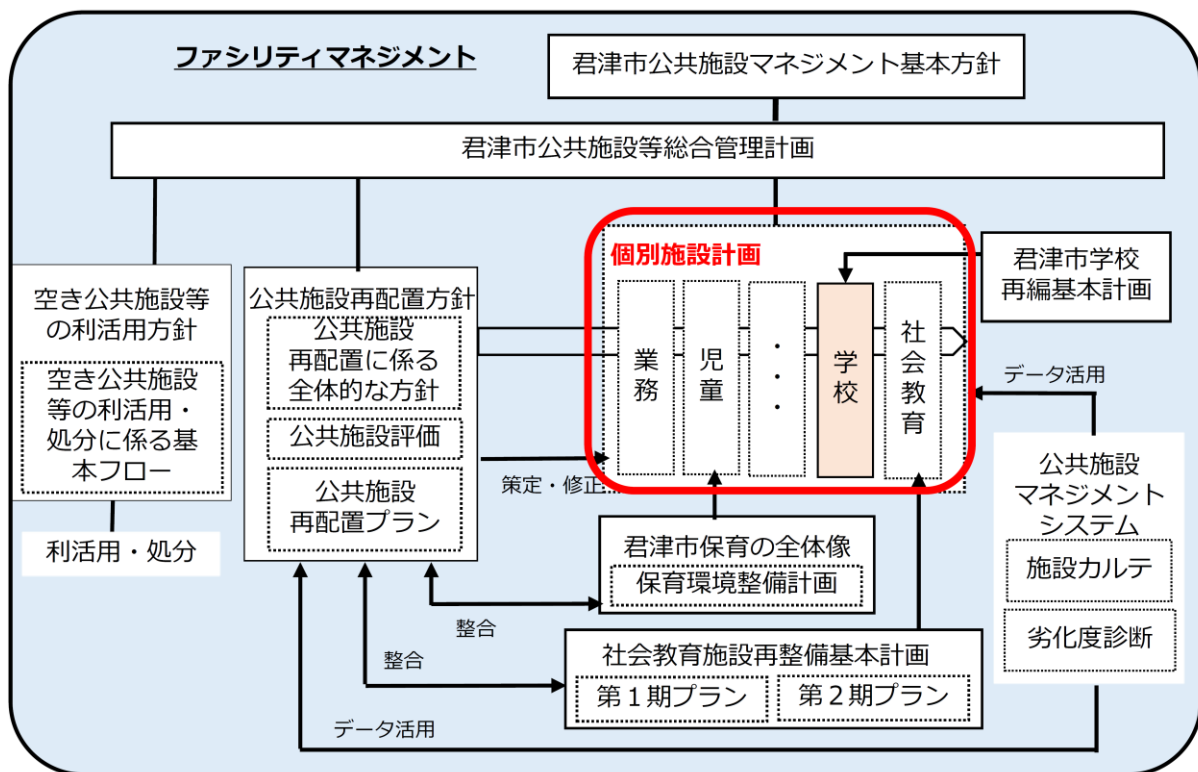 ファシリティマネジメント
君津市公共施設マネジメント基本方針
君津市公共施設等総合管理計画
空き公共施設等
の利活用方針
空き公共施設
等の利活用・
処分に係る基
本フロー
利活用・処分
公共施設再配置方針
公共施設
再配置に係る
全体的な方針
公共施設評価
公共施設
再配置プラン
策定・修正
個別施設計画
業務
児童
・・・
学校
社会教育
君津市学校
再編基本計画
データ活用
公共施設
マネジメント
システム
施設カルテ
劣化度診断
君津市保育の全体像
保育環境整備計画
整合
社会教育施設再整備基本計画
第１期プラン
第２期プラン
整合
データ活用